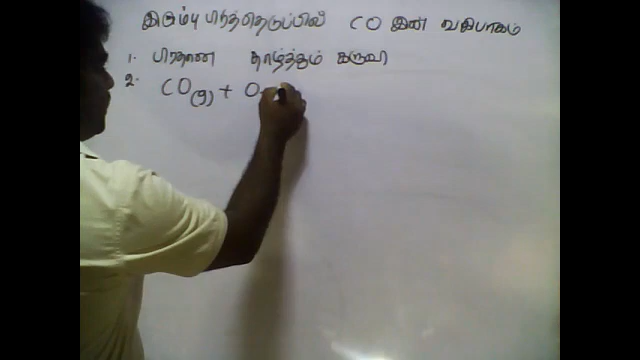 இரும்பு பிரித்தெடுப்பில் CO இன் வகிபாகம்
1. பிரதான தாழ்த்தும் கருவி
2. CO(g) + O